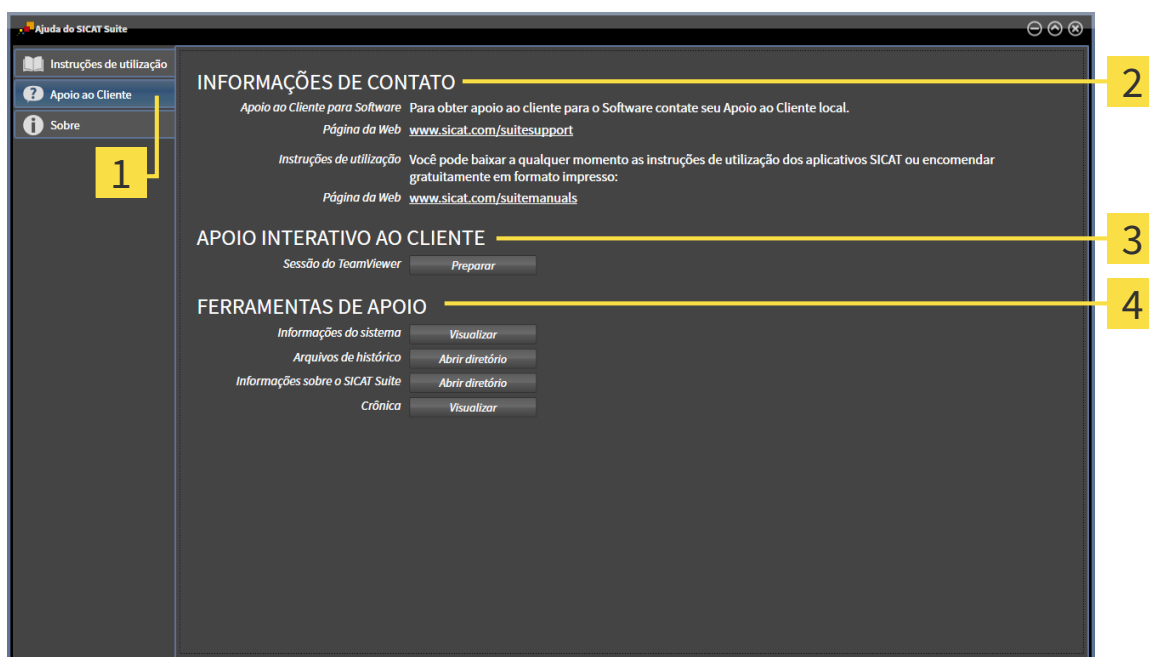 Ajuda do SICAT Suite
Instruções de utilização
Apoio ao Cliente
Sobre
1
INFORMAÇÕES DE CONTATO
2
Apoio ao Cliente para Software Para obter apoio ao cliente para o Software contate seu Apoio ao Cliente local.
Página da Web www.sicat.com/suitesupport
Instruções de utilização Você pode baixar a qualquer momento as instruções de utilização dos aplicativos SICAT ou encomendar
gratuitamente em formato impresso:
Página da Web www.sicat.com/suitemanuals
APOIO INTERATIVO AO CLIENTE
3
Sessão do TeamViewer Preparar
FERRAMENTAS DE APOIO
4
Informações do sistema Visualizar
Arquivos de histórico Abrir diretório
Informações sobre o SICAT Suite Abrir diretório
Crônica Visualizar